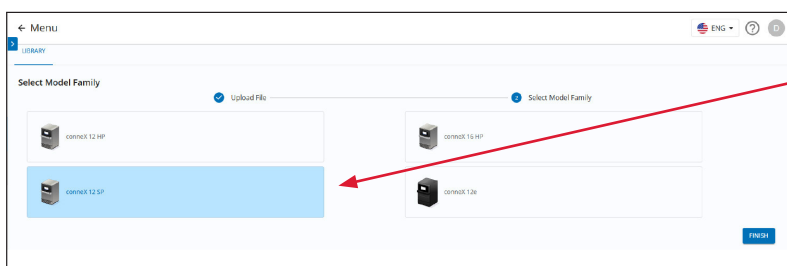 ← Menu
ENG
?
D
>
LIBRARY
Select Model Family
Upload File
2 Select Model Family
conneX 12 HP
conneX 16 HP
conneX 12 SP
conneX 12e
FINISH